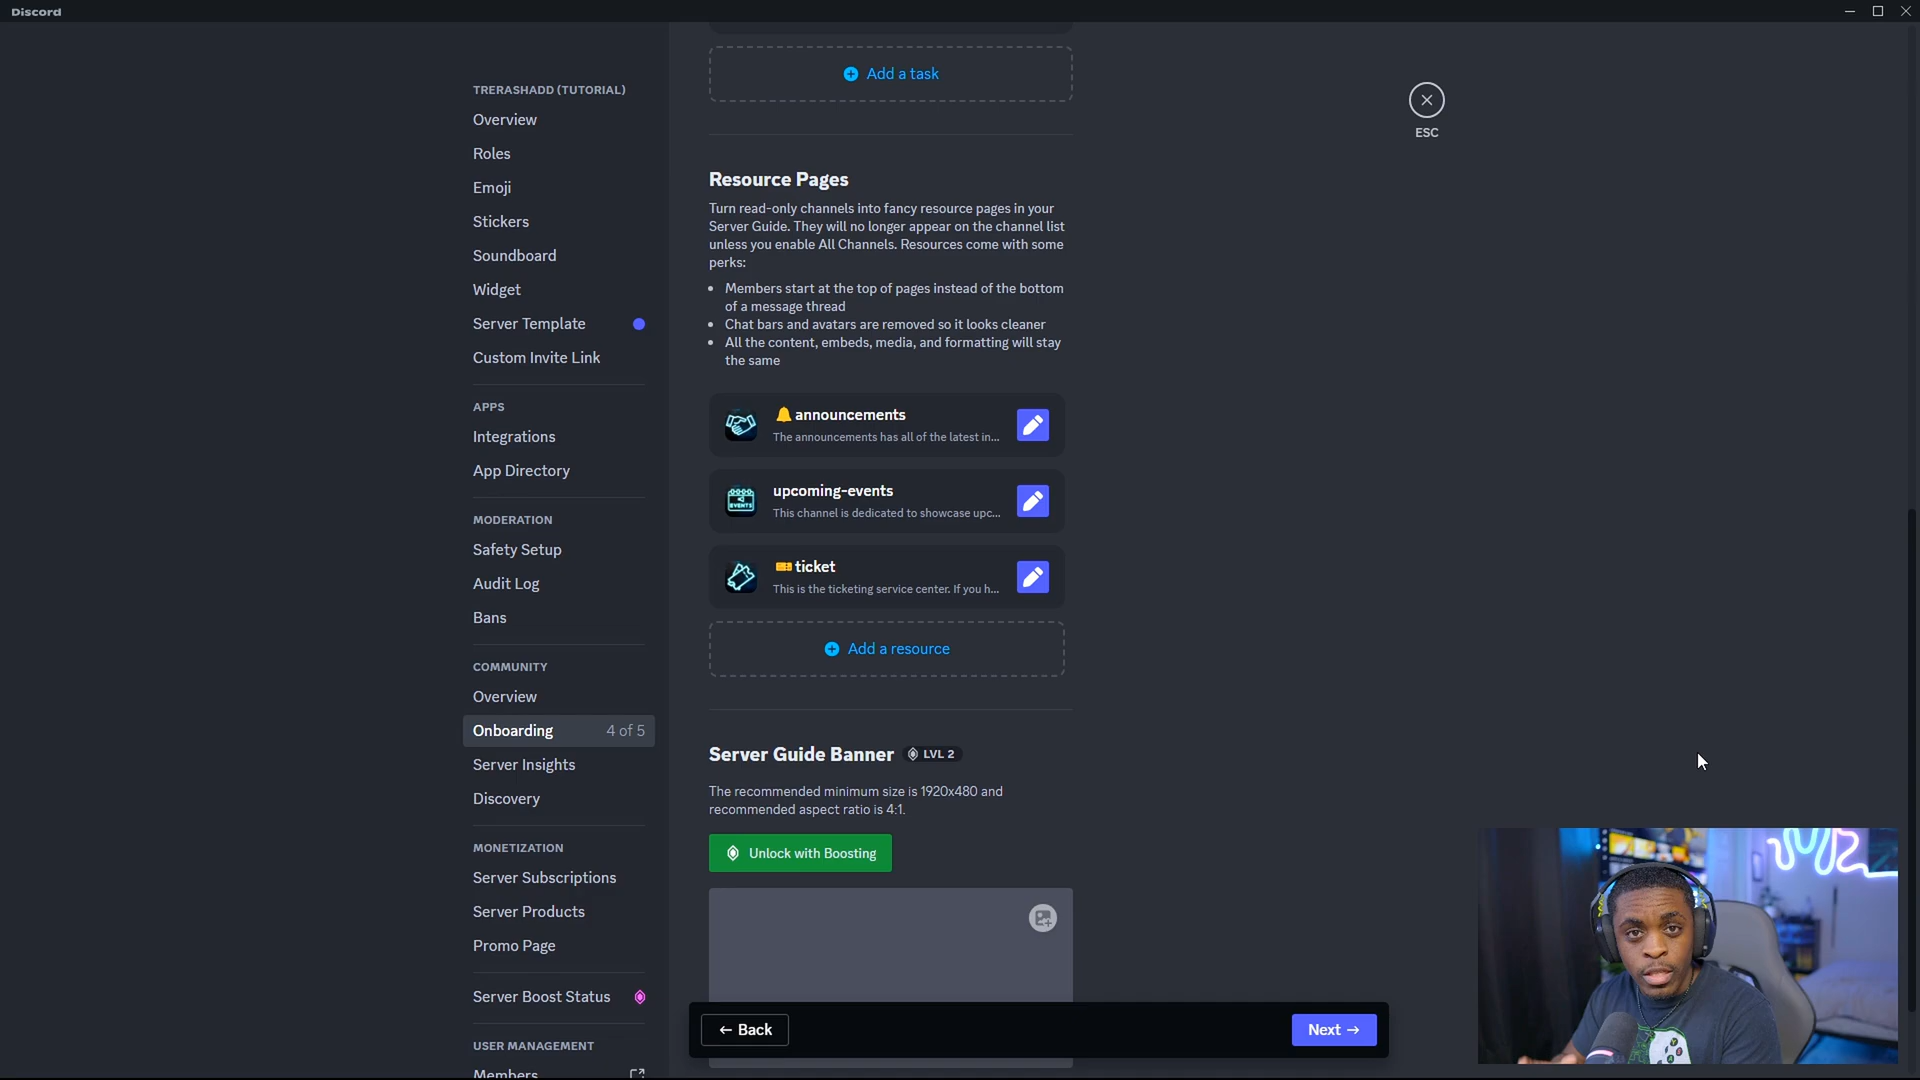 Discord
TRERASHADD (TUTORIAL)
Overview
Roles
Emoji
Stickers
Soundboard
Widget
Server Template
Custom Invite Link
APPS
Integrations
App Directory
MODERATION
Safety Setup
Audit Log
Bans
COMMUNITY
Overview
Onboarding 4 of 5
Server Insights
Discovery
MONETIZATION
Server Subscriptions
Server Products
Promo Page
Server Boost Status
USER MANAGEMENT
Members
Add a task
Resource Pages
Turn read-only channels into fancy resource pages in your
Server Guide. They will no longer appear on the channel list
unless you enable All Channels. Resources come with some
perks:
• Members start at the top of pages instead of the bottom
of a message thread
• Chat bars and avatars are removed so it looks cleaner
• All the content, embeds, media, and formatting will stay
the same
announcements
The announcements has all of the latest in...
EVENTS
upcoming-events
This channel is dedicated to showcase upc...
ticket
This is the ticketing service center. If you h...
Add a resource
Server Guide Banner LVL 2
The recommended minimum size is 1920x480 and
recommended aspect ratio is 4:1.
Unlock with Boosting
← Back
Next →
ESC